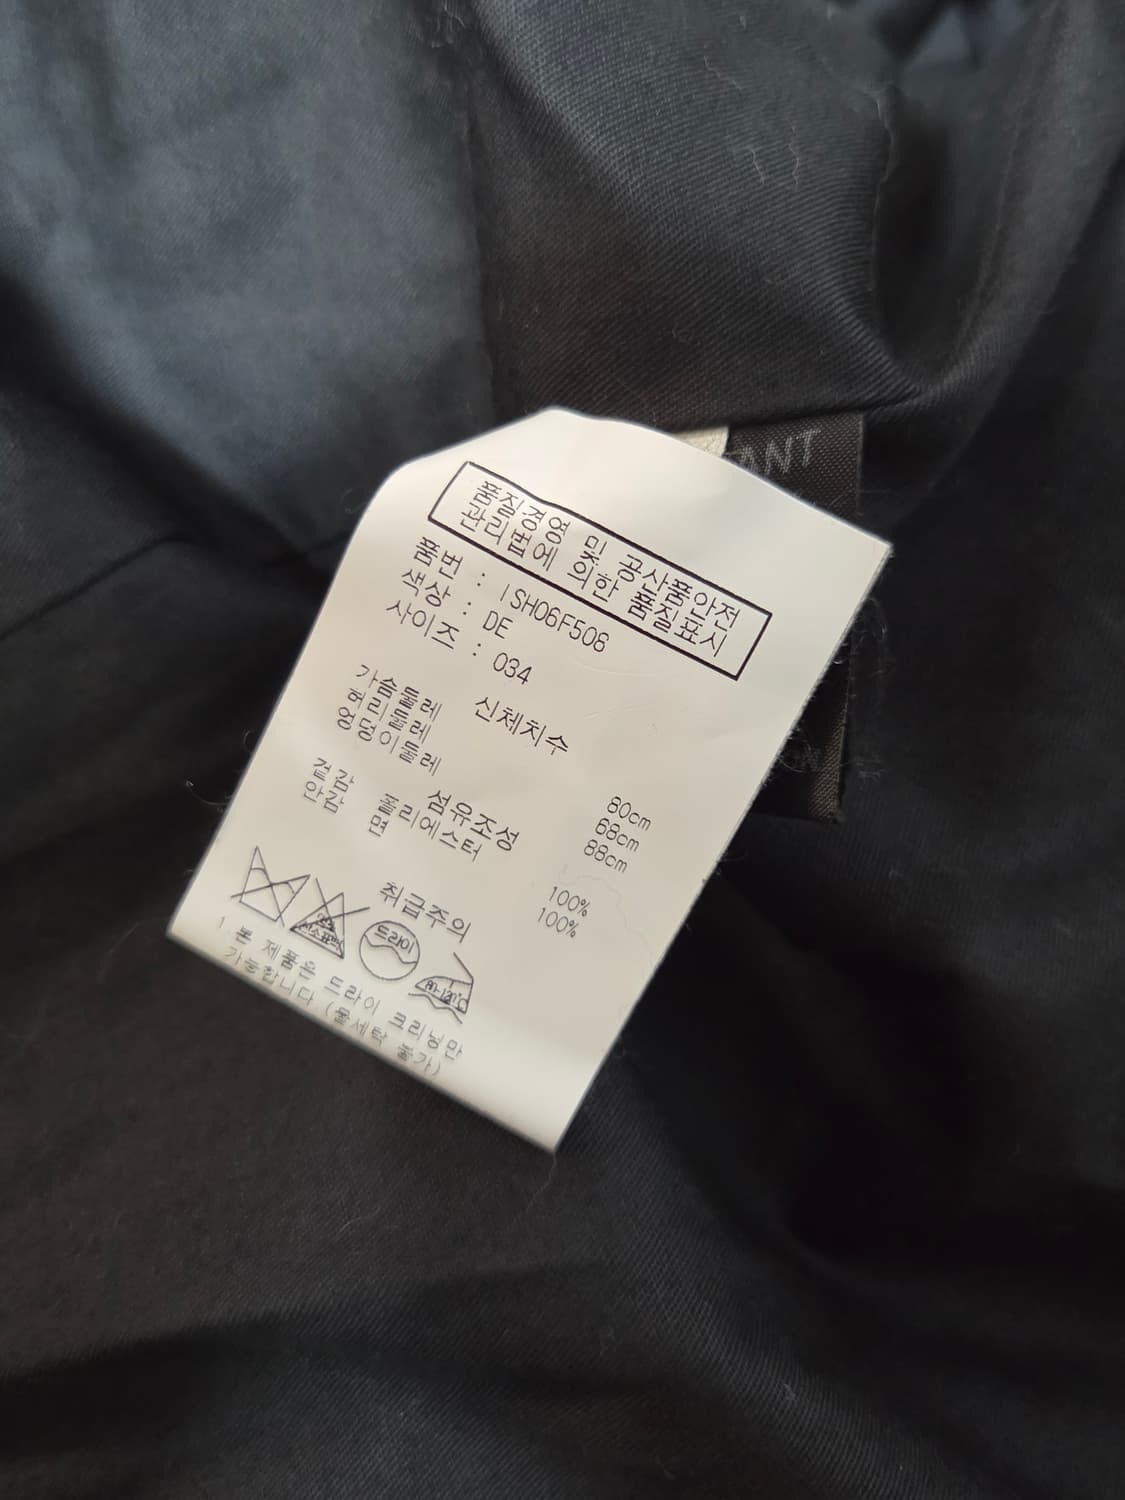 ANT
품질경영 및 공산품안전
관리법에 의한 품질표시
품번 : ISH06F506
색상 : DE
사이즈 : 034
신체치수
가슴둘레 80cm
허리둘레 68cm
엉덩이둘레 88cm
섬유조성
겉감 폴리에스터 100%
안감 면 100%
취급주의
드라이
1. 본 제품은 드라이 크리닝만
가능합니다 (물세탁 불가)